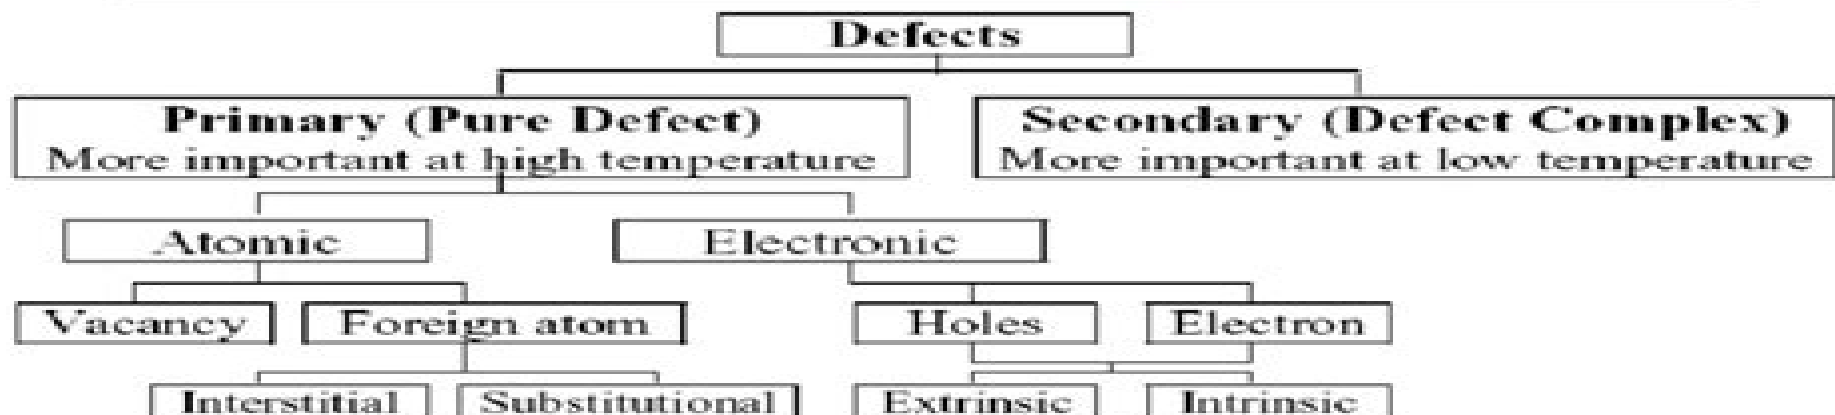 Defects
Primary (Pure Defect)
More important at high temperature
Secondary (Defect Complex)
More important at low temperature
Atomic
Electronic
Vacancy
Foreign atom
Holes
Electron
Interstitial
Substitutional
Extrinsic
Intrinsic